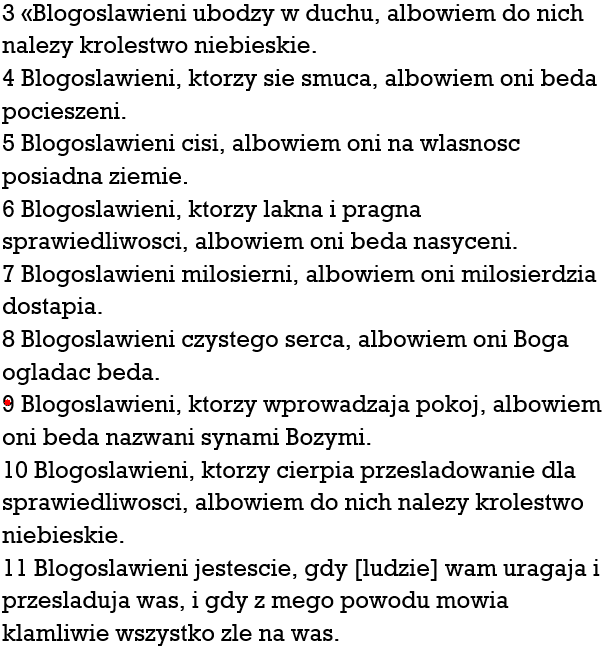 3 «Blogoslawieni ubodzy w duchu, albowiem do nich
nalezy krolestwo niebieskie.
4 Blogoslawieni, ktorzy sie smuca, albowiem oni beda
pocieszeni.
5 Blogoslawieni cisi, albowiem oni na wlasnosc
posiadna ziemie.
6 Blogoslawieni, ktorzy lakna i pragna
sprawiedliwosci, albowiem oni beda nasyceni.
7 Blogoslawieni milosierni, albowiem oni milosierdzia
dostapia.
8 Blogoslawieni czystego serca, albowiem oni Boga
ogladac beda.
9 Blogoslawieni, ktorzy wprowadzaja pokoj, albowiem
oni beda nazwani synami Bozymi.
10 Blogoslawieni, ktorzy cierpia przesladowanie dla
sprawiedliwosci, albowiem do nich nalezy krolestwo
niebieskie.
11 Blogoslawieni jestescie, gdy [ludzie] wam uragaja i
przesladuja was, i gdy z mego powodu mowia
klamliwie wszystko zle na was.